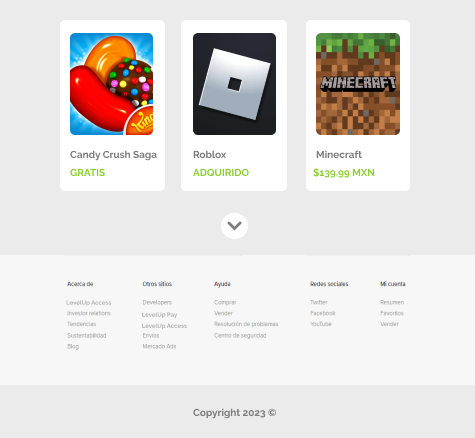 King
MINECRAFT
Candy Crush Saga
GRATIS
Roblox
ADQUIRIDO
Minecraft
$139.99 MXN
Acerca de
LevelUp Access
Investor relations
Tendencias
Sustentabilidad
Blog
Otros sitios
Developers
LevelUp Pay
LevelUp Access
Envíos
Mercado Ads
Ayuda
Comprar
Vender
Resolución de problemas
Centro de seguridad
Redes sociales
Twitter
Facebook
YouTube
Mi cuenta
Resumen
Favoritos
Vender
Copyright 2023 ©